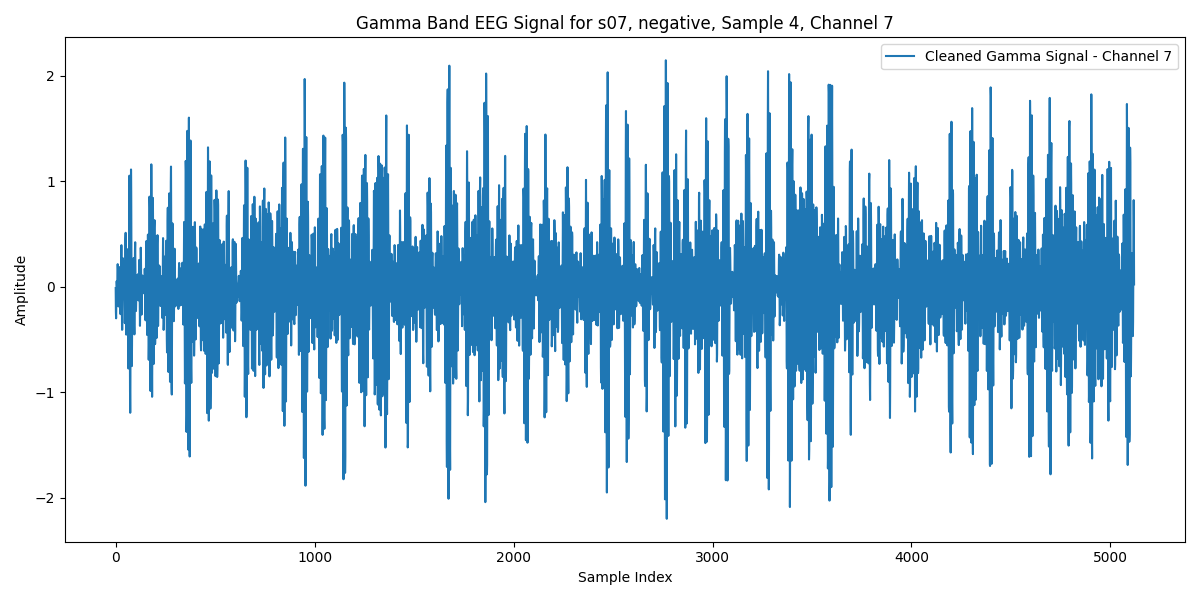 Gamma Band EEG Signal for s07, negative, Sample 4, Channel 7
Cleaned Gamma Signal - Channel 7
Amplitude
2
1
0
−1
−2
0 1000 2000 3000 4000 5000
Sample Index